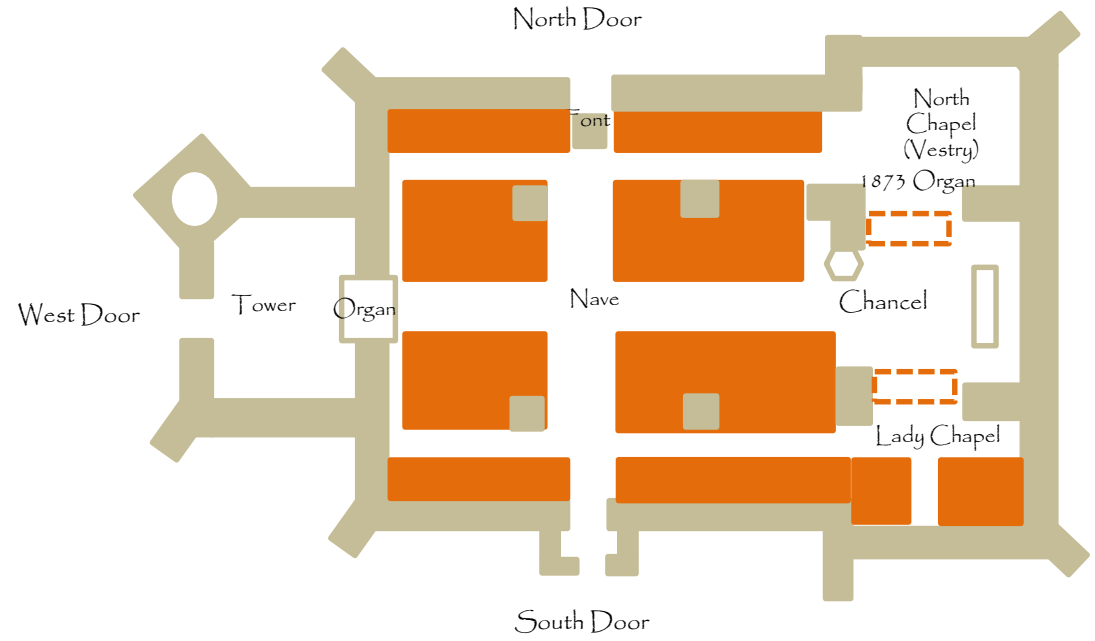 North Door
Font
North
Chapel
(Vestry)
1873 Organ
West Door
Tower
Organ
Nave
Chancel
Lady Chapel
South Door